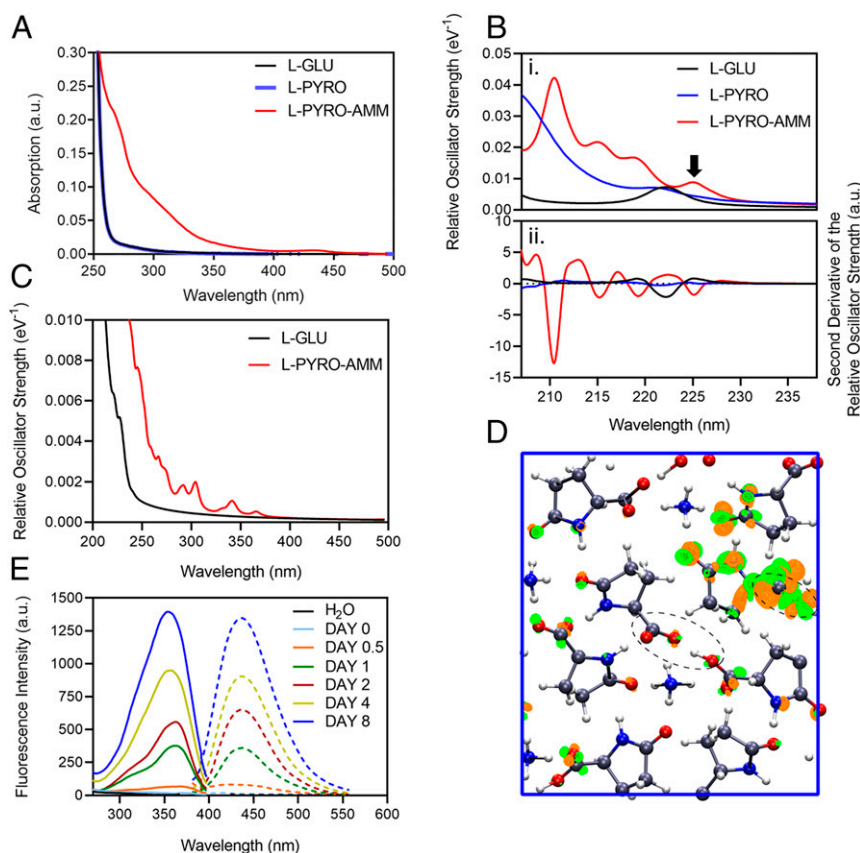 A
Absorption (a.u.)
0.30
0.25
0.20
0.15
0.10
0.05
0.00
L-GLU
L-PYRO
L-PYRO-AMM
250 300 350 400 450 500
Wavelength (nm)
B
i.
Relative Oscillator Strength (eV⁻¹)
0.05
0.04
0.03
0.02
0.01
0.00
L-GLU
L-PYRO
L-PYRO-AMM
ii.
5
0
-5
-10
-15
210 215 220 225 230 235
Wavelength (nm)
Second Derivative of the
Relative Oscillator Strength (a.u.)
C
Relative Oscillator Strength (eV⁻¹)
0.010
0.008
0.006
0.004
0.002
0.000
L-GLU
L-PYRO-AMM
200 250 300 350 400 450 500
Wavelength (nm)
D
E
Fluorescence Intensity (a.u.)
1500
1250
1000
750
500
250
0
H₂O
DAY 0
DAY 0.5
DAY 1
DAY 2
DAY 4
DAY 8
300 350 400 450 500 550 600
Wavelength (nm)